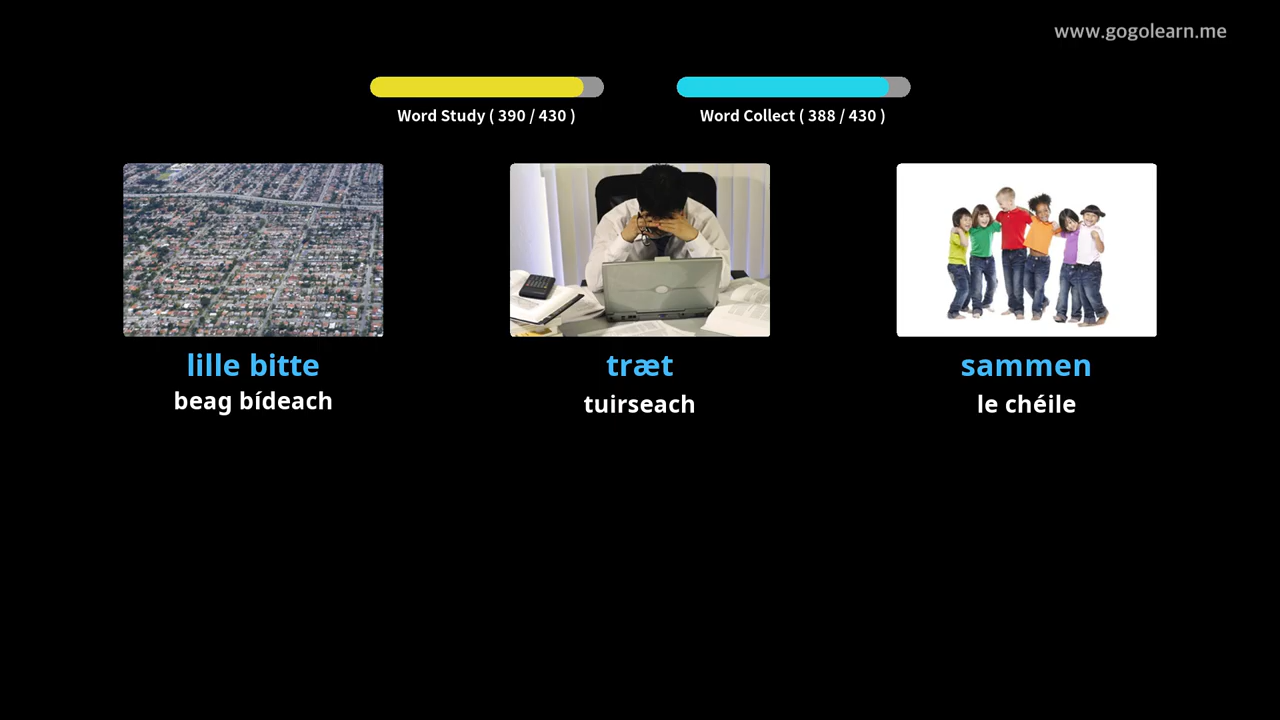 www.gogolearn.me
Word Study ( 390 / 430 )
Word Collect ( 388 / 430 )
lille bitte
beag bídeach
træt
tuirseach
sammen
le chéile